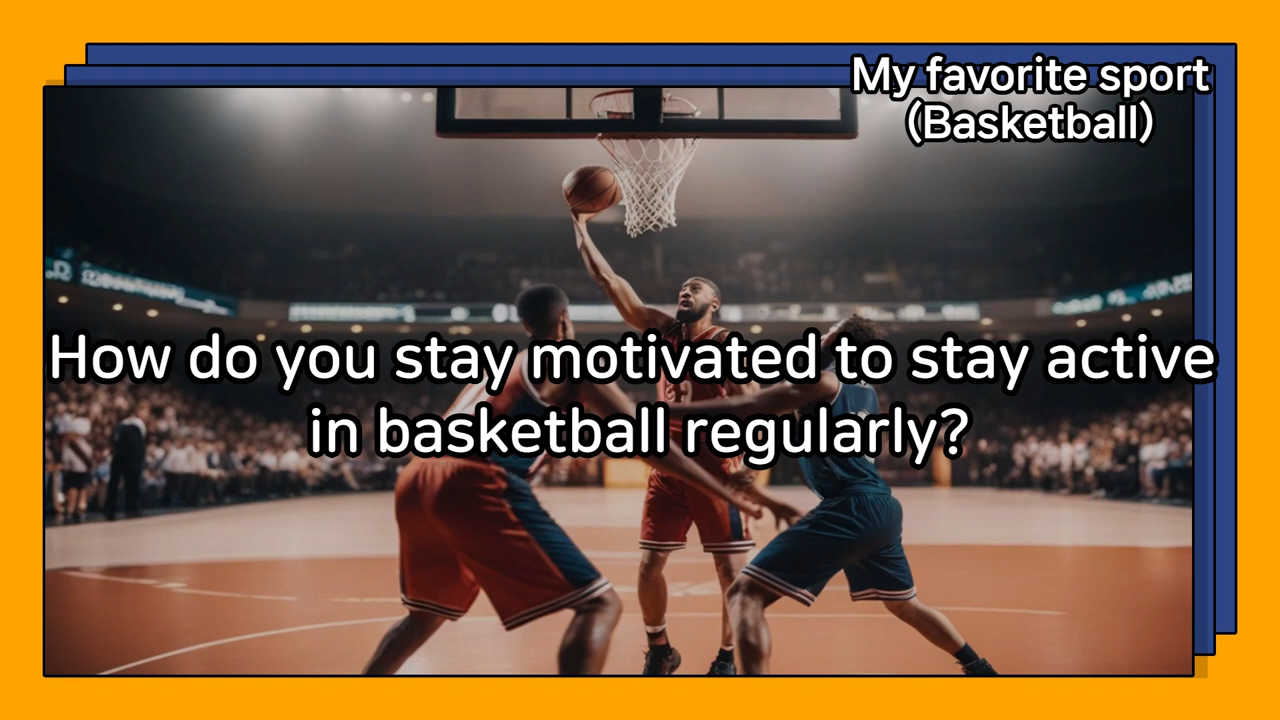 My favorite sport
(Basketball)
How do you stay motivated to stay active
in basketball regularly?